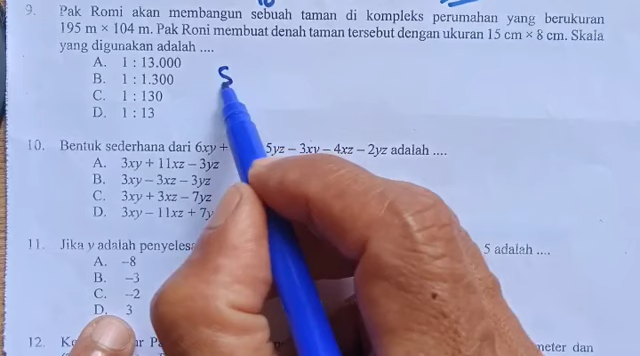 9. Pak Romi akan membangun sebuah taman di kompleks perumahan yang berukuran
195 m × 104 m. Pak Roni membuat denah taman tersebut dengan ukuran 15 cm × 8 cm. Skala
yang digunakan adalah ....
A. 1 : 13.000
B. 1 : 1.300
C. 1 : 130
D. 1 : 13
S
10. Bentuk sederhana dari 6xy + 5yz – 3xy – 4xz – 2yz adalah ....
A. 3xy + 11xz – 3yz
B. 3xy – 3xz – 3yz
C. 3xy + 3xz – 7yz
D. 3xy – 11xz + 7y
11. Jika y adalah 5 adalah ....
A. –8
B. –3
C. –2
D. 3
12. meter dan